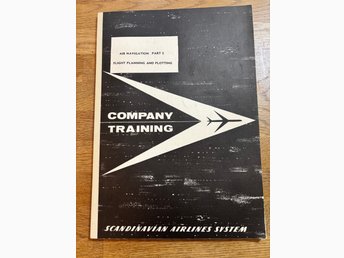 AIR NAVIGATION PART 2
FLIGHT PLANNING AND PLOTTING
COMPANY
TRAINING
SCANDINAVIAN AIRLINES SYSTEM